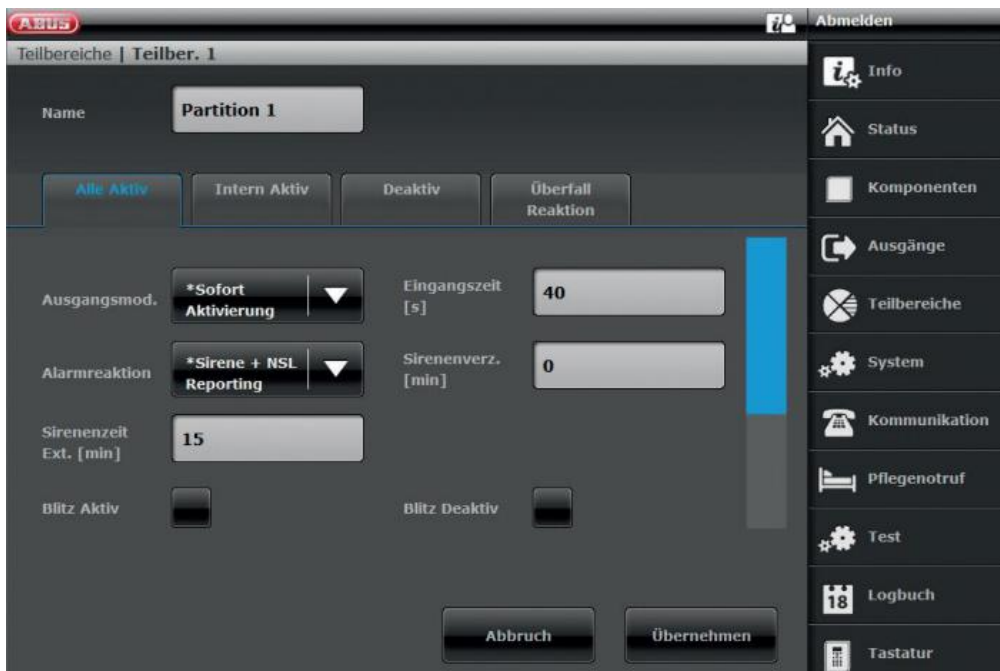 ABUS
Abmelden
Teilbereiche | Teilber. 1
Name
Partition 1
Alle Aktiv
Intern Aktiv
Deaktiv
Überfall
Reaktion
Ausgangsmod.
*Sofort
Aktivierung
Eingangszeit
[s]
40
Alarmreaktion
*Sirene + NSL
Reporting
Sirenenverz.
[min]
0
Sirenenzeit
Ext. [min]
15
Blitz Aktiv
Blitz Deaktiv
Abbruch
Übernehmen
Info
Status
Komponenten
Ausgänge
Teilbereiche
System
Kommunikation
Pflegenotruf
Test
18
Logbuch
Tastatur